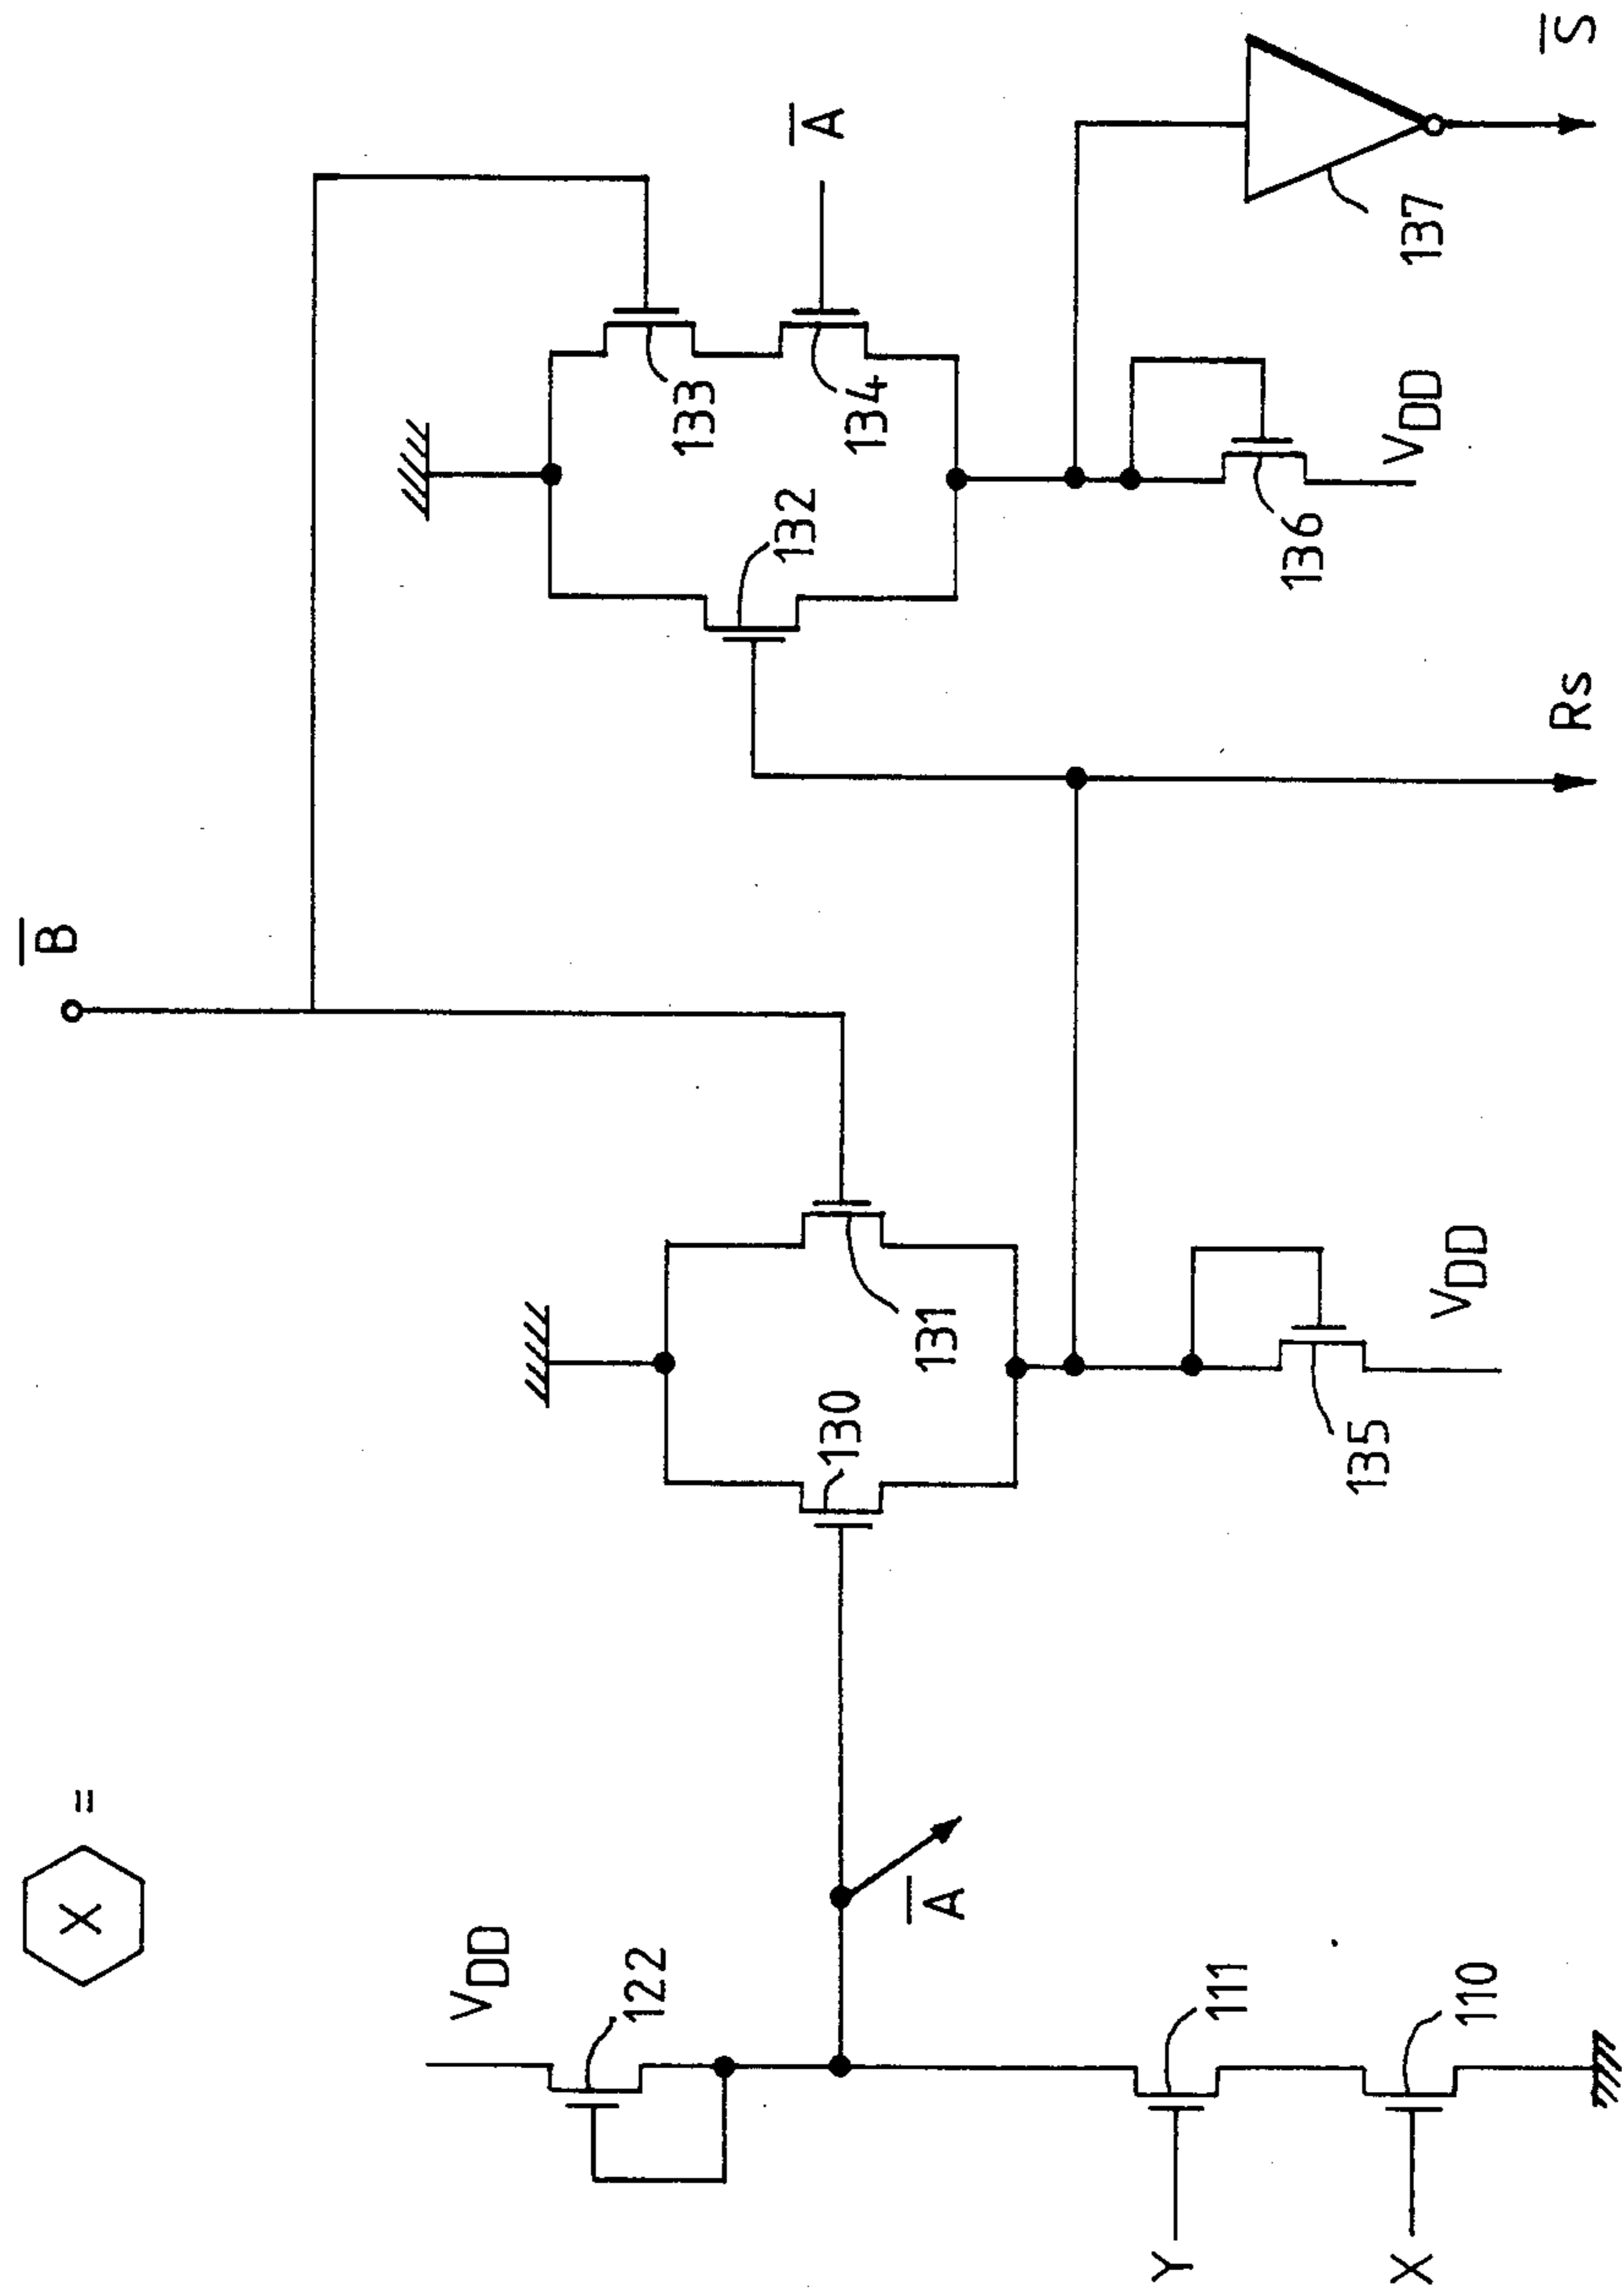 X =
B̅
V_DD
122
A̅
Y
111
X
110
130
131
135
V_DD
132
133
134
A̅
136
V_DD
137
Rs
S̅